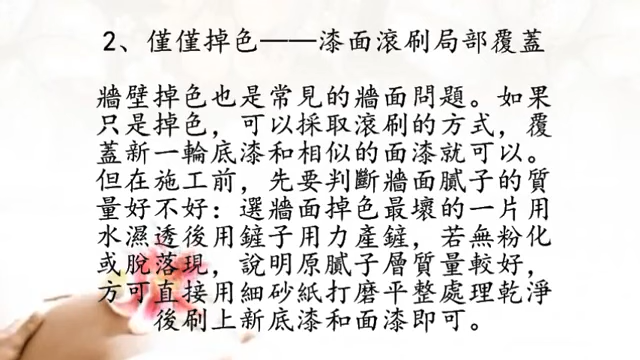 2、僅僅掉色——漆面滾刷局部覆蓋
牆壁掉色也是常見的牆面問題。如果
只是掉色，可以採取滾刷的方式，覆
蓋新一輪底漆和相似的面漆就可以。
但在施工前，先要判斷牆面膩子的質
量好不好：選牆面掉色最壞的一片用
水濕透後用鏟子用力產鏟，若無粉化
或脫落現，說明原膩子層質量較好，
方可直接用細砂紙打磨平整處理乾淨
後刷上新底漆和面漆即可。